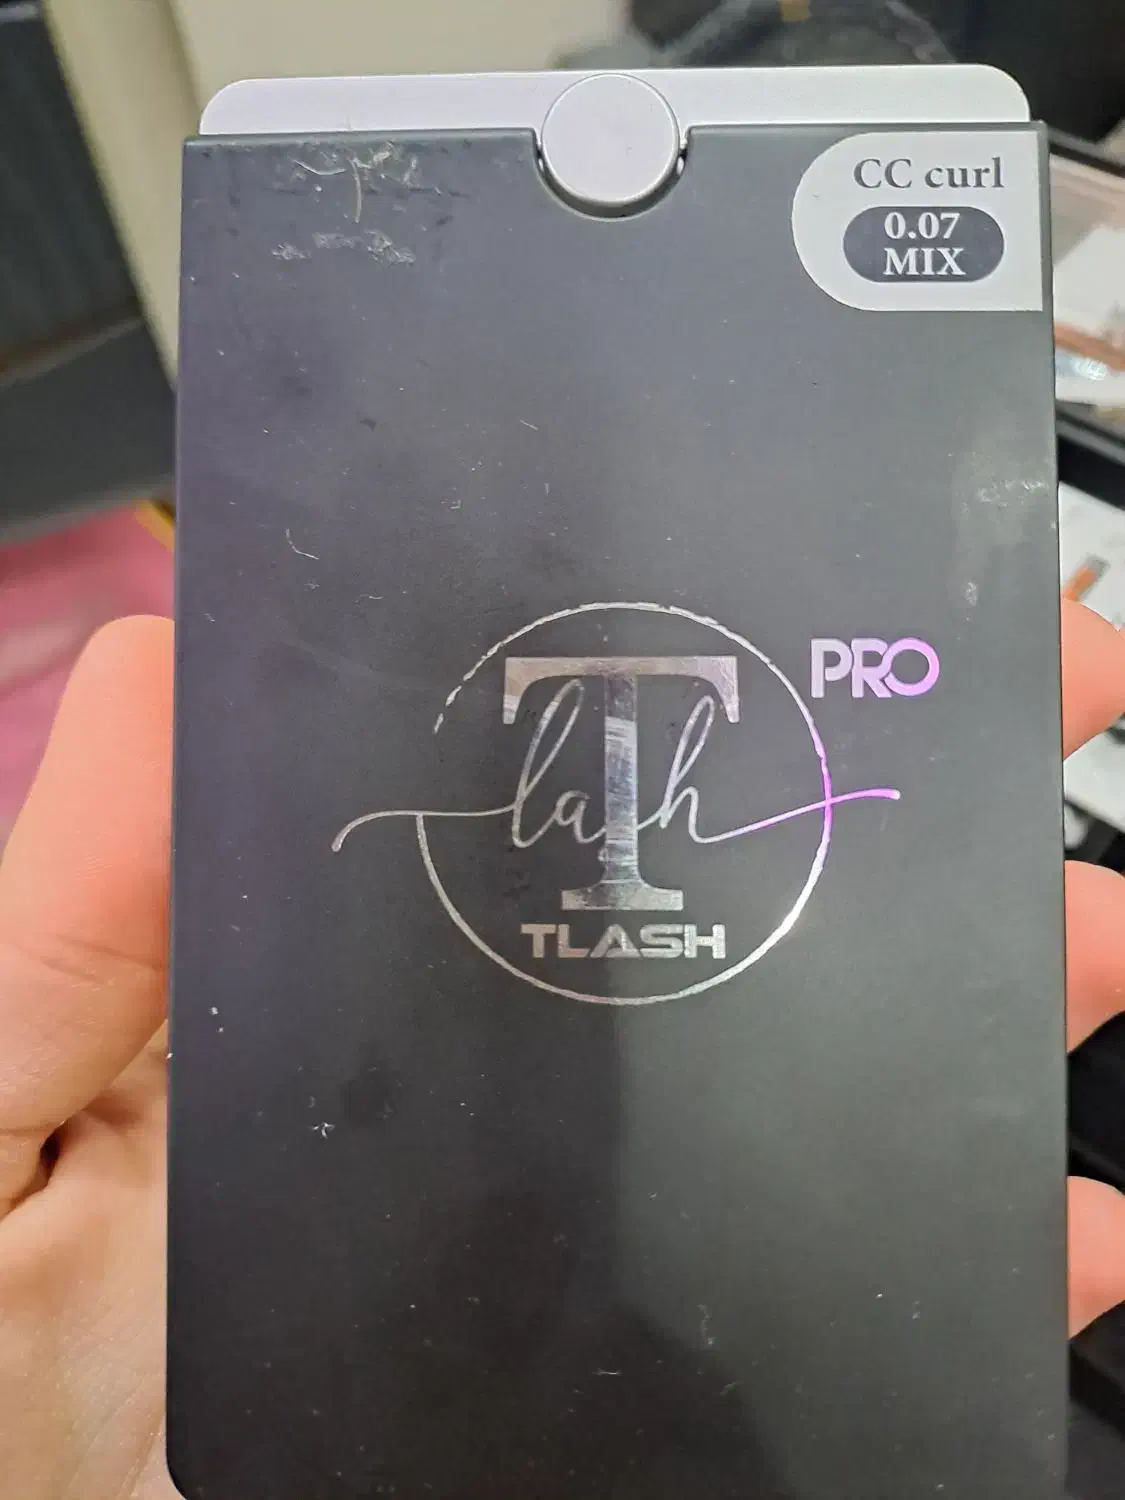 CC curl
0.07
MIX
PRO
T
lash
TLASH